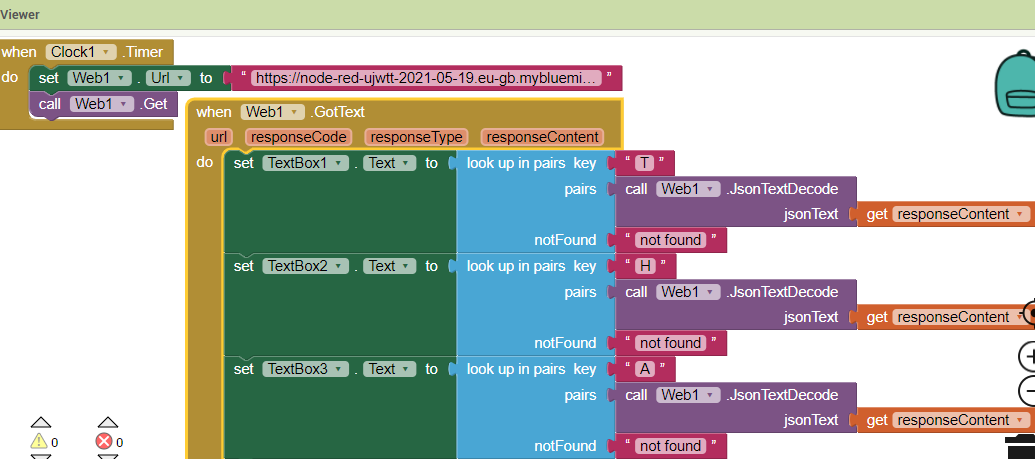 Viewer
when Clock1 .Timer
do set Web1 . Url to “ https://node-red-ujwtt-2021-05-19.eu-gb.mybluemi... ”
call Web1 .Get
when Web1 .GotText
url responseCode responseType responseContent
do set TextBox1 . Text to look up in pairs key “ T ”
pairs call Web1 .JsonTextDecode
jsonText get responseContent
notFound “ not found ”
set TextBox2 . Text to look up in pairs key “ H ”
pairs call Web1 .JsonTextDecode
jsonText get responseContent
notFound “ not found ”
set TextBox3 . Text to look up in pairs key “ A ”
pairs call Web1 .JsonTextDecode
jsonText get responseContent
notFound “ not found ”
0 0